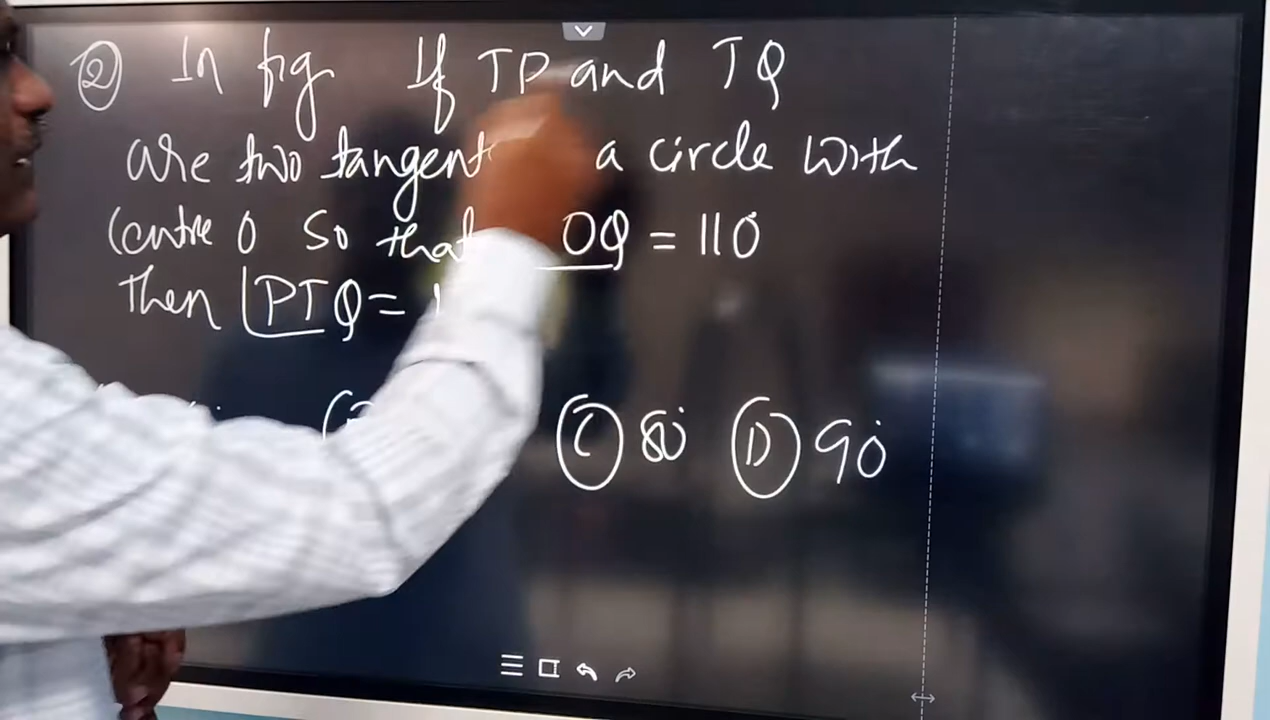 ② In fig. If TP and TQ
are two tangent a circle with
Centre O so that OQ = 110°
then ∠PTQ =
Ⓒ 80° Ⓓ 90°